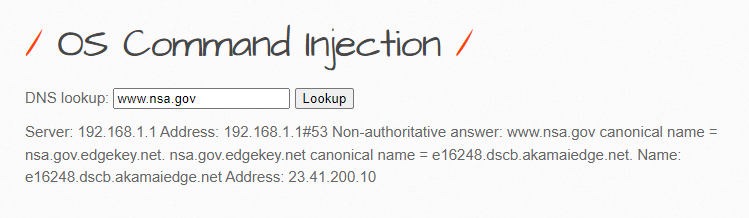 / OS Command Injection /
DNS lookup: www.nsa.gov Lookup
Server: 192.168.1.1 Address: 192.168.1.1#53 Non-authoritative answer: www.nsa.gov canonical name =
nsa.gov.edgekey.net. nsa.gov.edgekey.net canonical name = e16248.dscb.akamaiedge.net. Name:
e16248.dscb.akamaiedge.net Address: 23.41.200.10